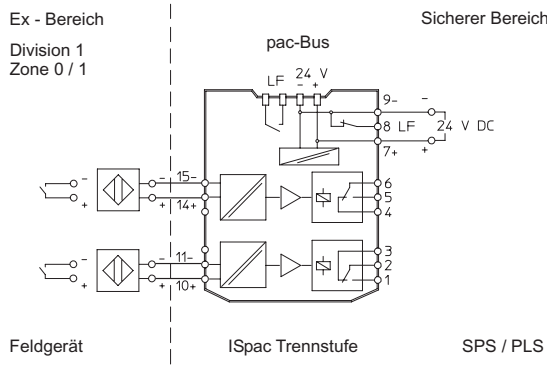 Ex - Bereich
Sicherer Bereich
Division 1
Zone 0 / 1
pac-Bus
LF 24 V
- +
9- -
8 LF 24 V DC
7+ +
- - 15-
+ + 14+
6
5
4
- - 11-
+ + 10+
3
2
1
Feldgerät
ISpac Trennstufe
SPS / PLS